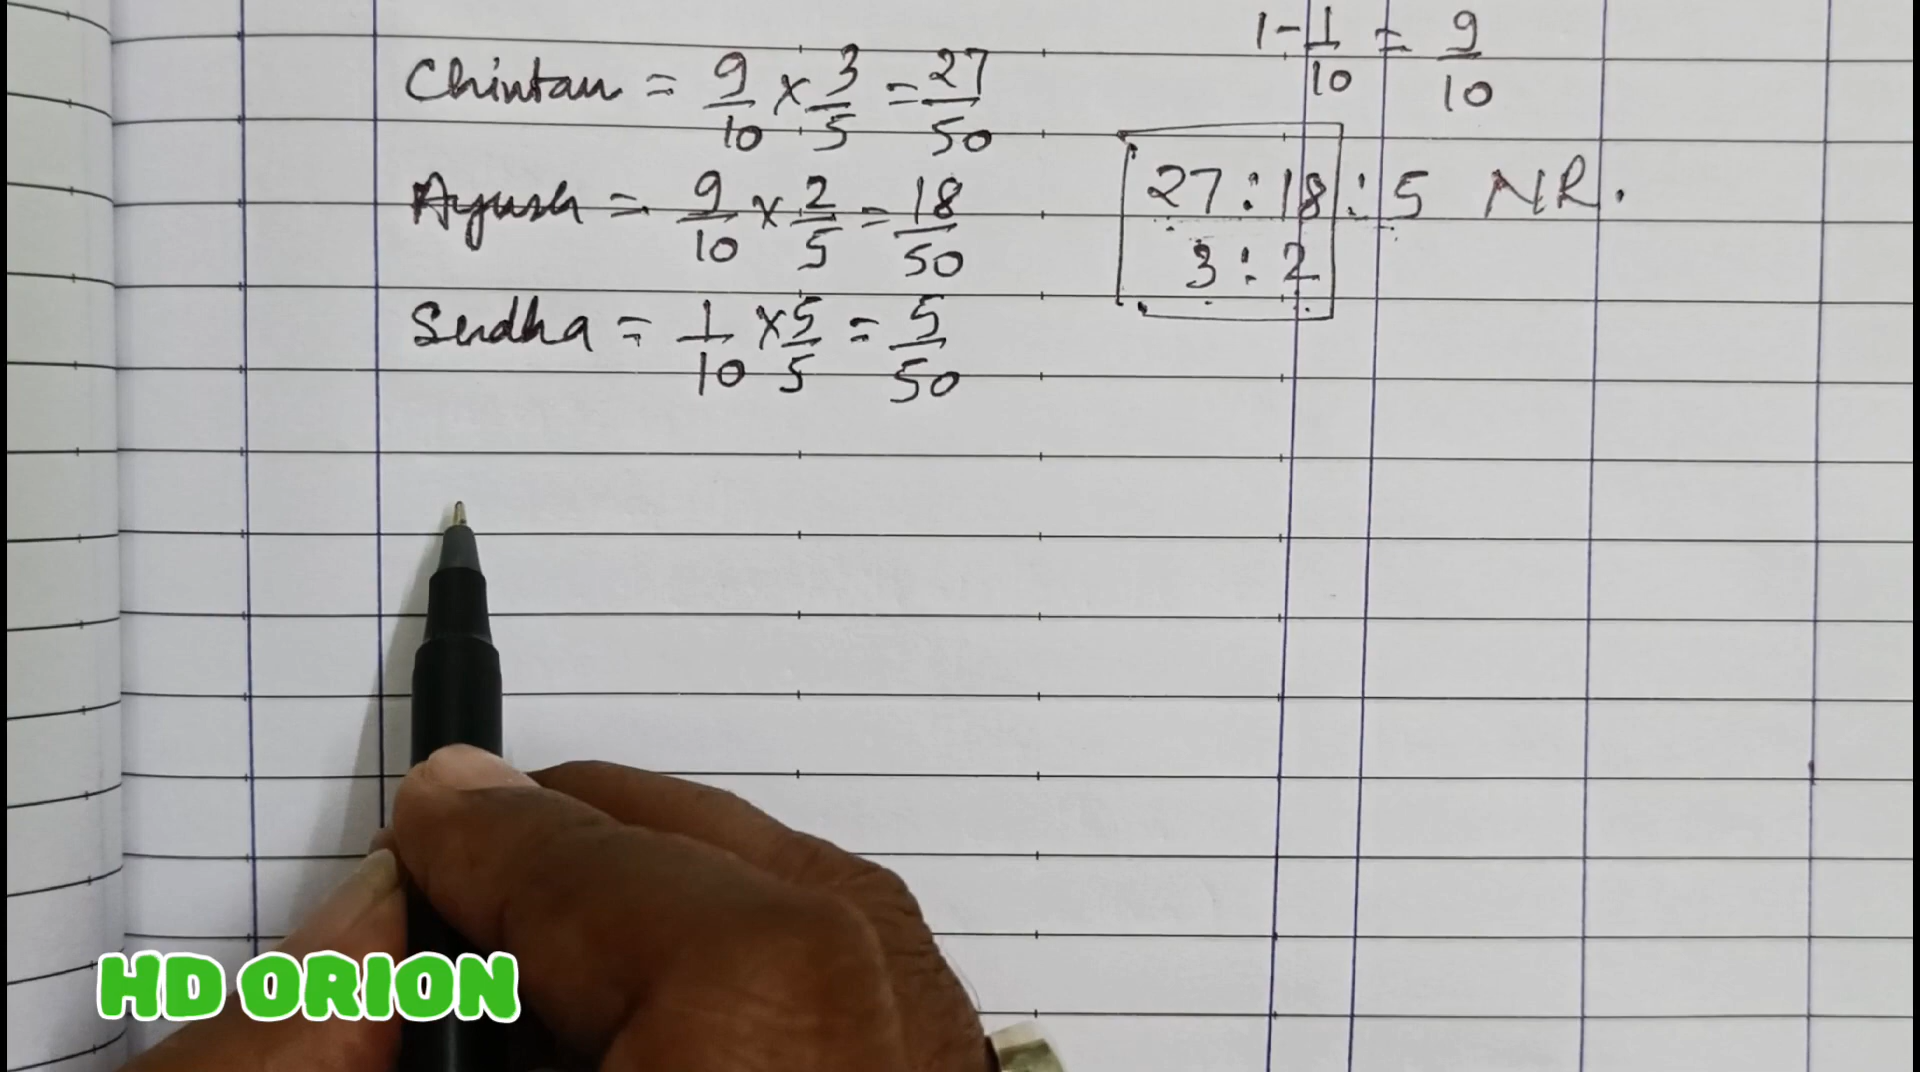 1 - 1/10 = 9/10
Chintan = 9/10 × 3/5 = 27/50
Ayush = 9/10 × 2/5 = 18/50
27 : 18 : 5 NR.
3 : 2
Sudha = 1/10 × 5/5 = 5/50
HD ORION